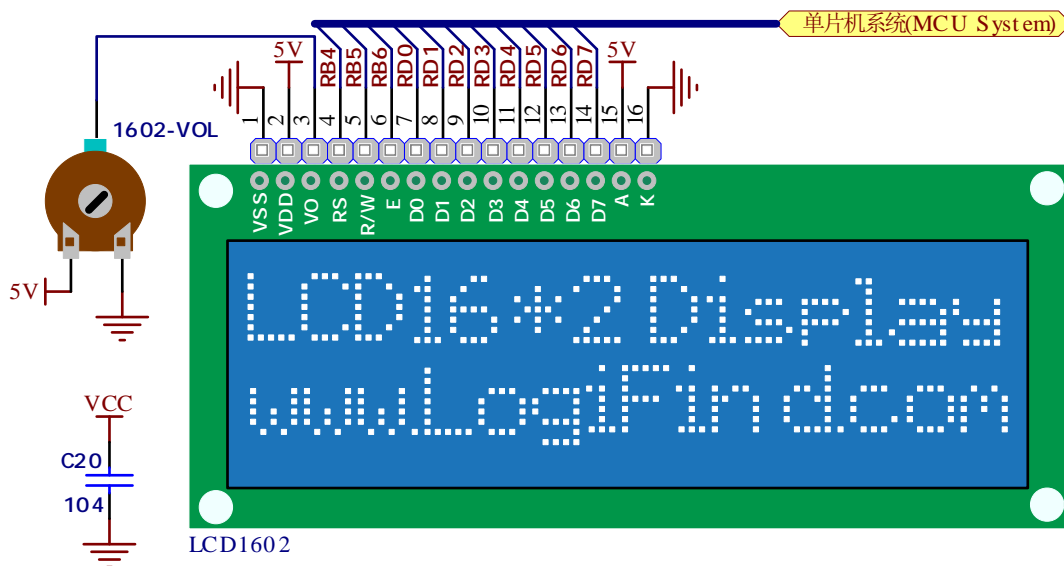 单片机系统(MCU System)
5V RB4 RB5 RB6 RD0 RD1 RD2 RD3 RD4 RD5 RD6 RD7 5V
1 2 3 4 5 6 7 8 9 10 11 12 13 14 15 16
1602-VOL
VSS VDD VO RS R/W E D0 D1 D2 D3 D4 D5 D6 D7 A K
5V
LCD16*2 Display
wwwLogiFindcom
VCC
C20
104
LCD1602